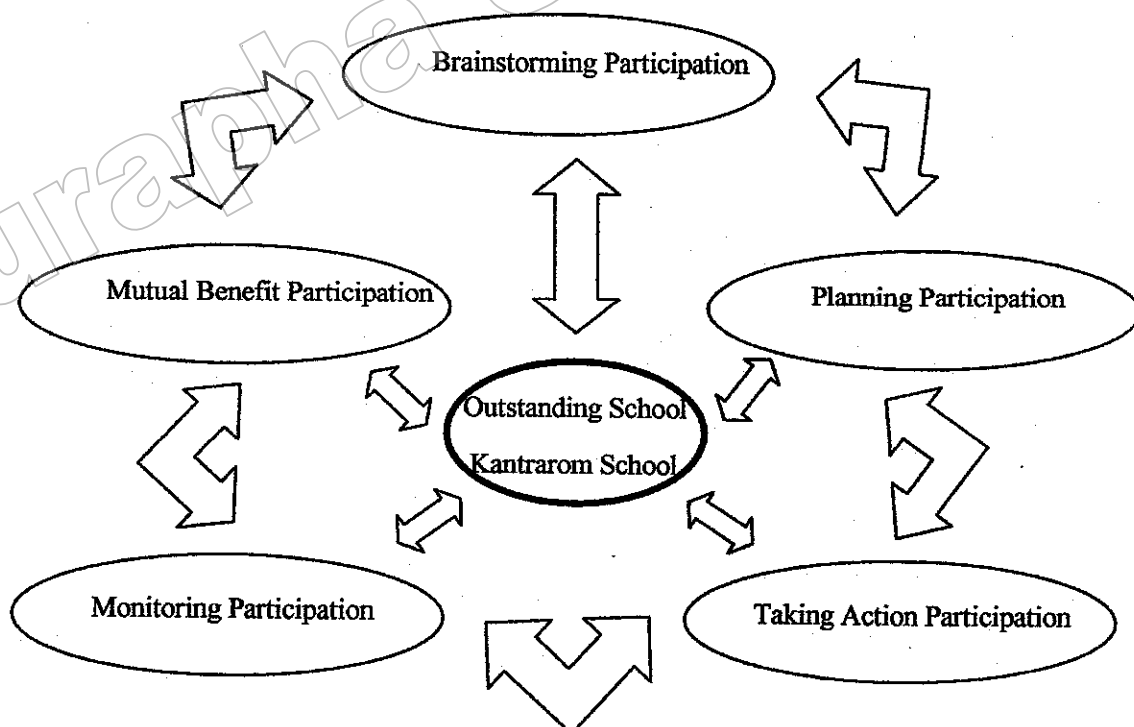 Brainstorming Participation
Mutual Benefit Participation
Planning Participation
Outstanding School
Kantrarom School
Monitoring Participation
Taking Action Participation